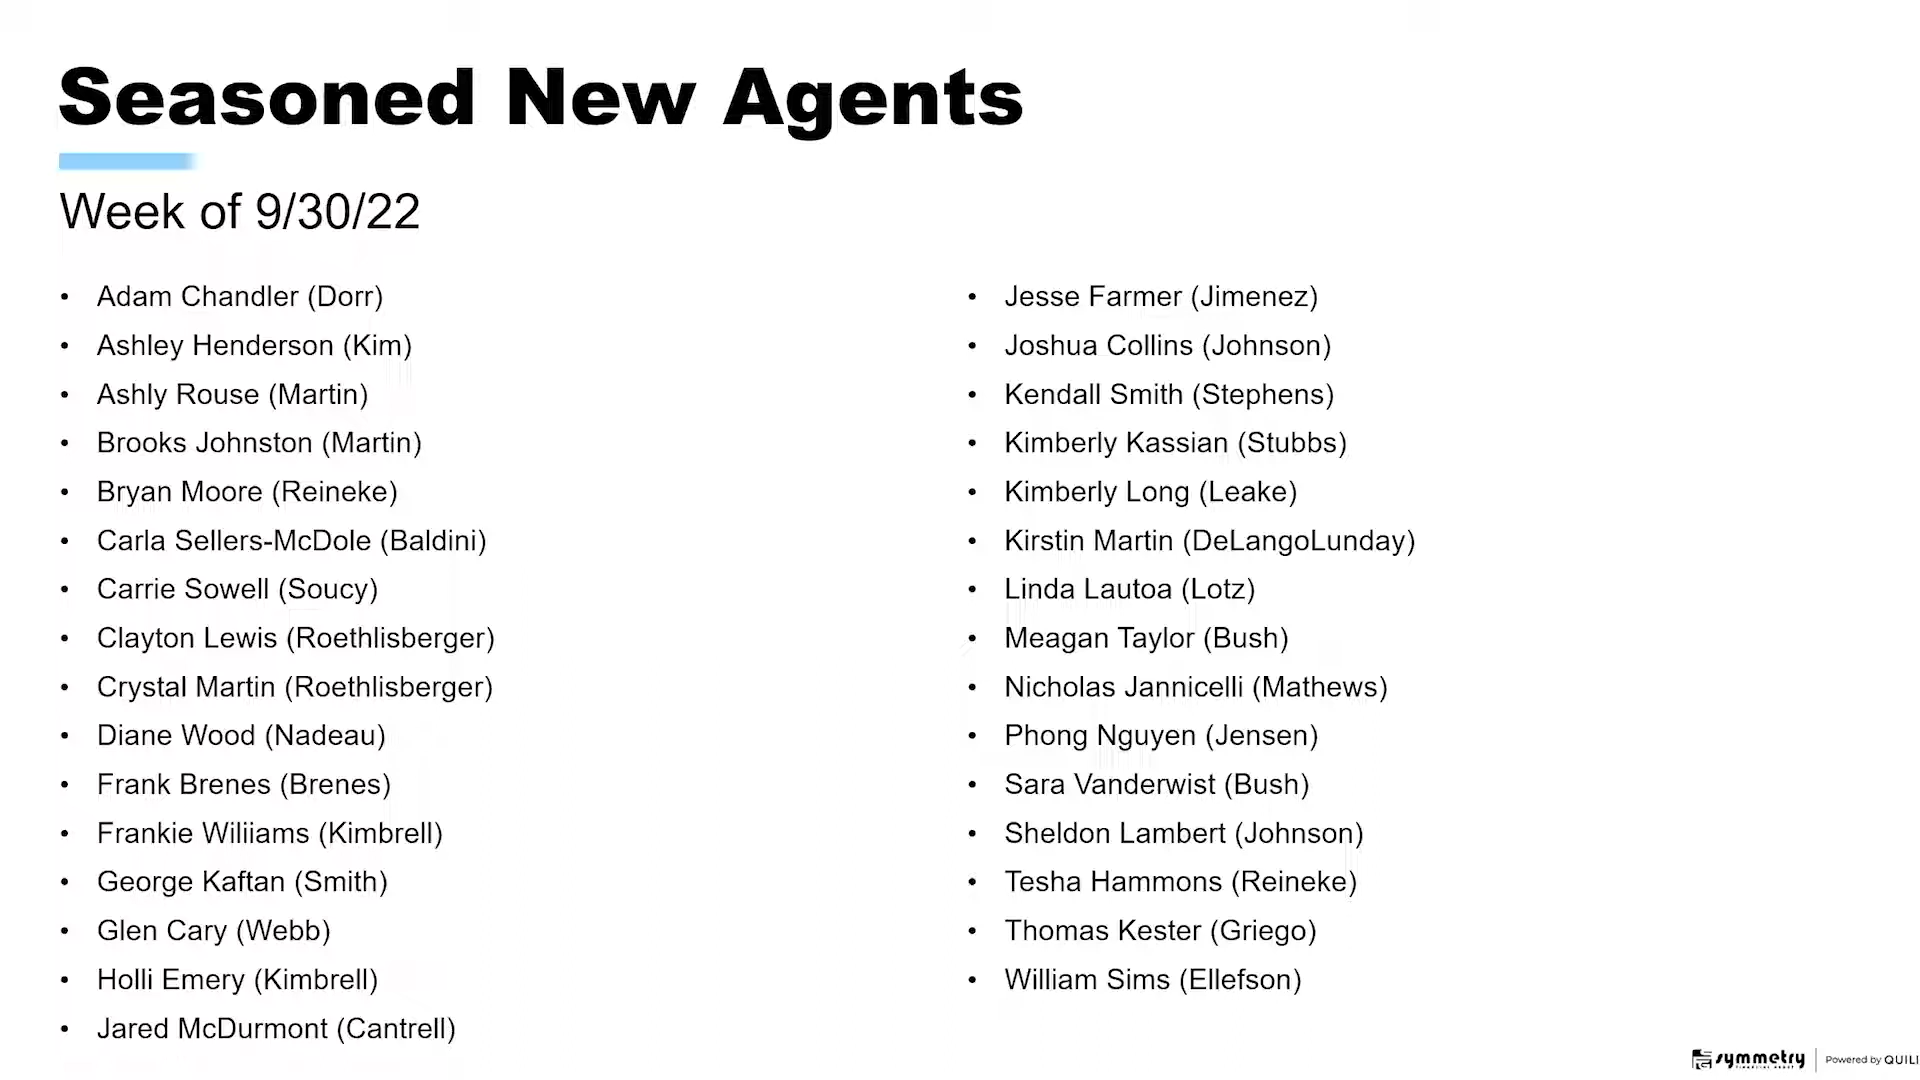 Seasoned New Agents
Week of 9/30/22
• Adam Chandler (Dorr)
• Ashley Henderson (Kim)
• Ashly Rouse (Martin)
• Brooks Johnston (Martin)
• Bryan Moore (Reineke)
• Carla Sellers-McDole (Baldini)
• Carrie Sowell (Soucy)
• Clayton Lewis (Roethlisberger)
• Crystal Martin (Roethlisberger)
• Diane Wood (Nadeau)
• Frank Brenes (Brenes)
• Frankie Wiliiams (Kimbrell)
• George Kaftan (Smith)
• Glen Cary (Webb)
• Holli Emery (Kimbrell)
• Jared McDurmont (Cantrell)
• Jesse Farmer (Jimenez)
• Joshua Collins (Johnson)
• Kendall Smith (Stephens)
• Kimberly Kassian (Stubbs)
• Kimberly Long (Leake)
• Kirstin Martin (DeLangoLunday)
• Linda Lautoa (Lotz)
• Meagan Taylor (Bush)
• Nicholas Jannicelli (Mathews)
• Phong Nguyen (Jensen)
• Sara Vanderwist (Bush)
• Sheldon Lambert (Johnson)
• Tesha Hammons (Reineke)
• Thomas Kester (Griego)
• William Sims (Ellefson)
symmetry
Powered by QUILI